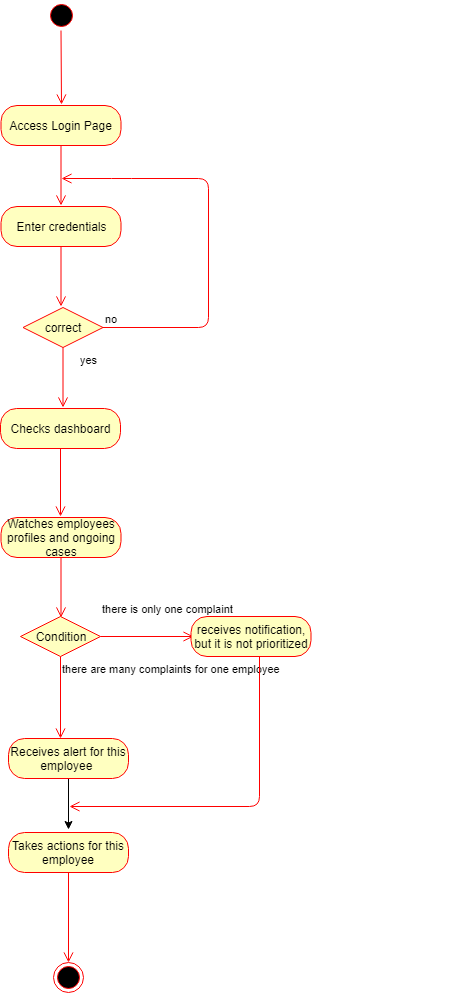 Access Login Page
Enter credentials
correct
no
yes
Checks dashboard
Watches employees
profiles and ongoing
cases
there is only one complaint
Condition
receives notification,
but it is not prioritized
there are many complaints for one employee
Receives alert for this
employee
Takes actions for this
employee